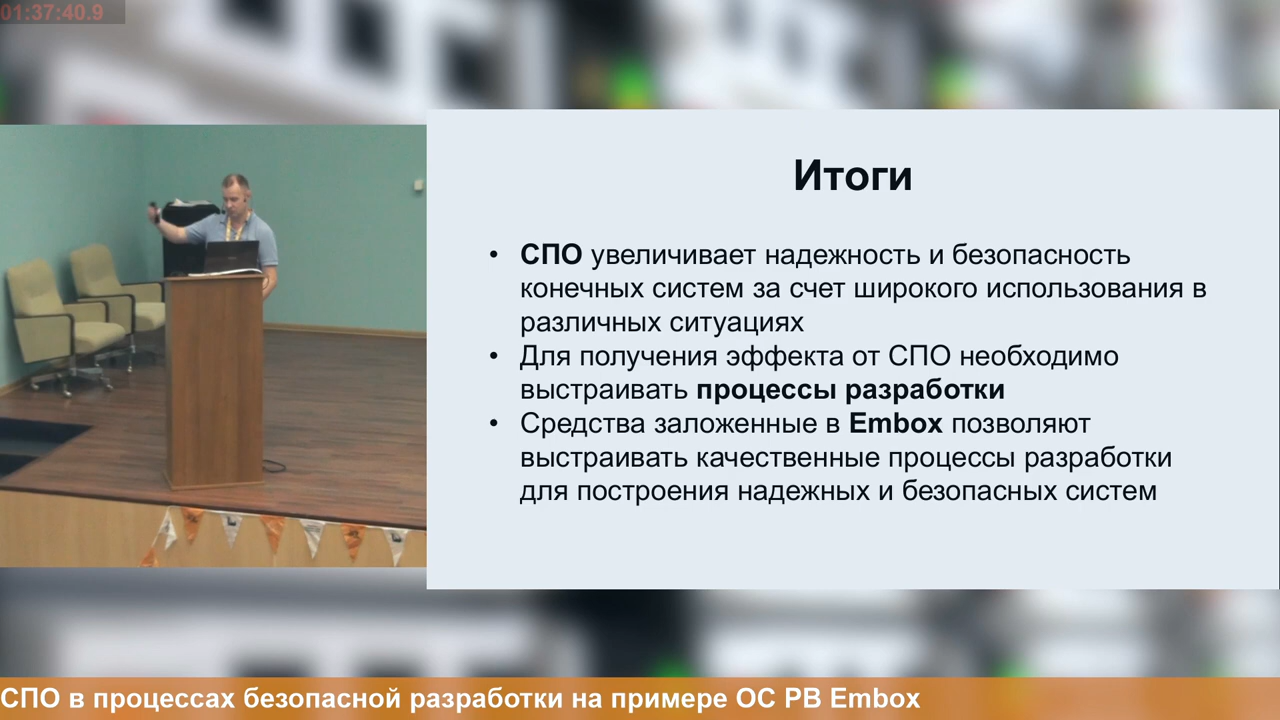 01:37:40.9
Итоги
• СПО увеличивает надежность и безопасность
конечных систем за счет широкого использования в
различных ситуациях
• Для получения эффекта от СПО необходимо
выстраивать процессы разработки
• Средства заложенные в Embox позволяют
выстраивать качественные процессы разработки
для построения надежных и безопасных систем
СПО в процессах безопасной разработки на примере ОС РВ Embox